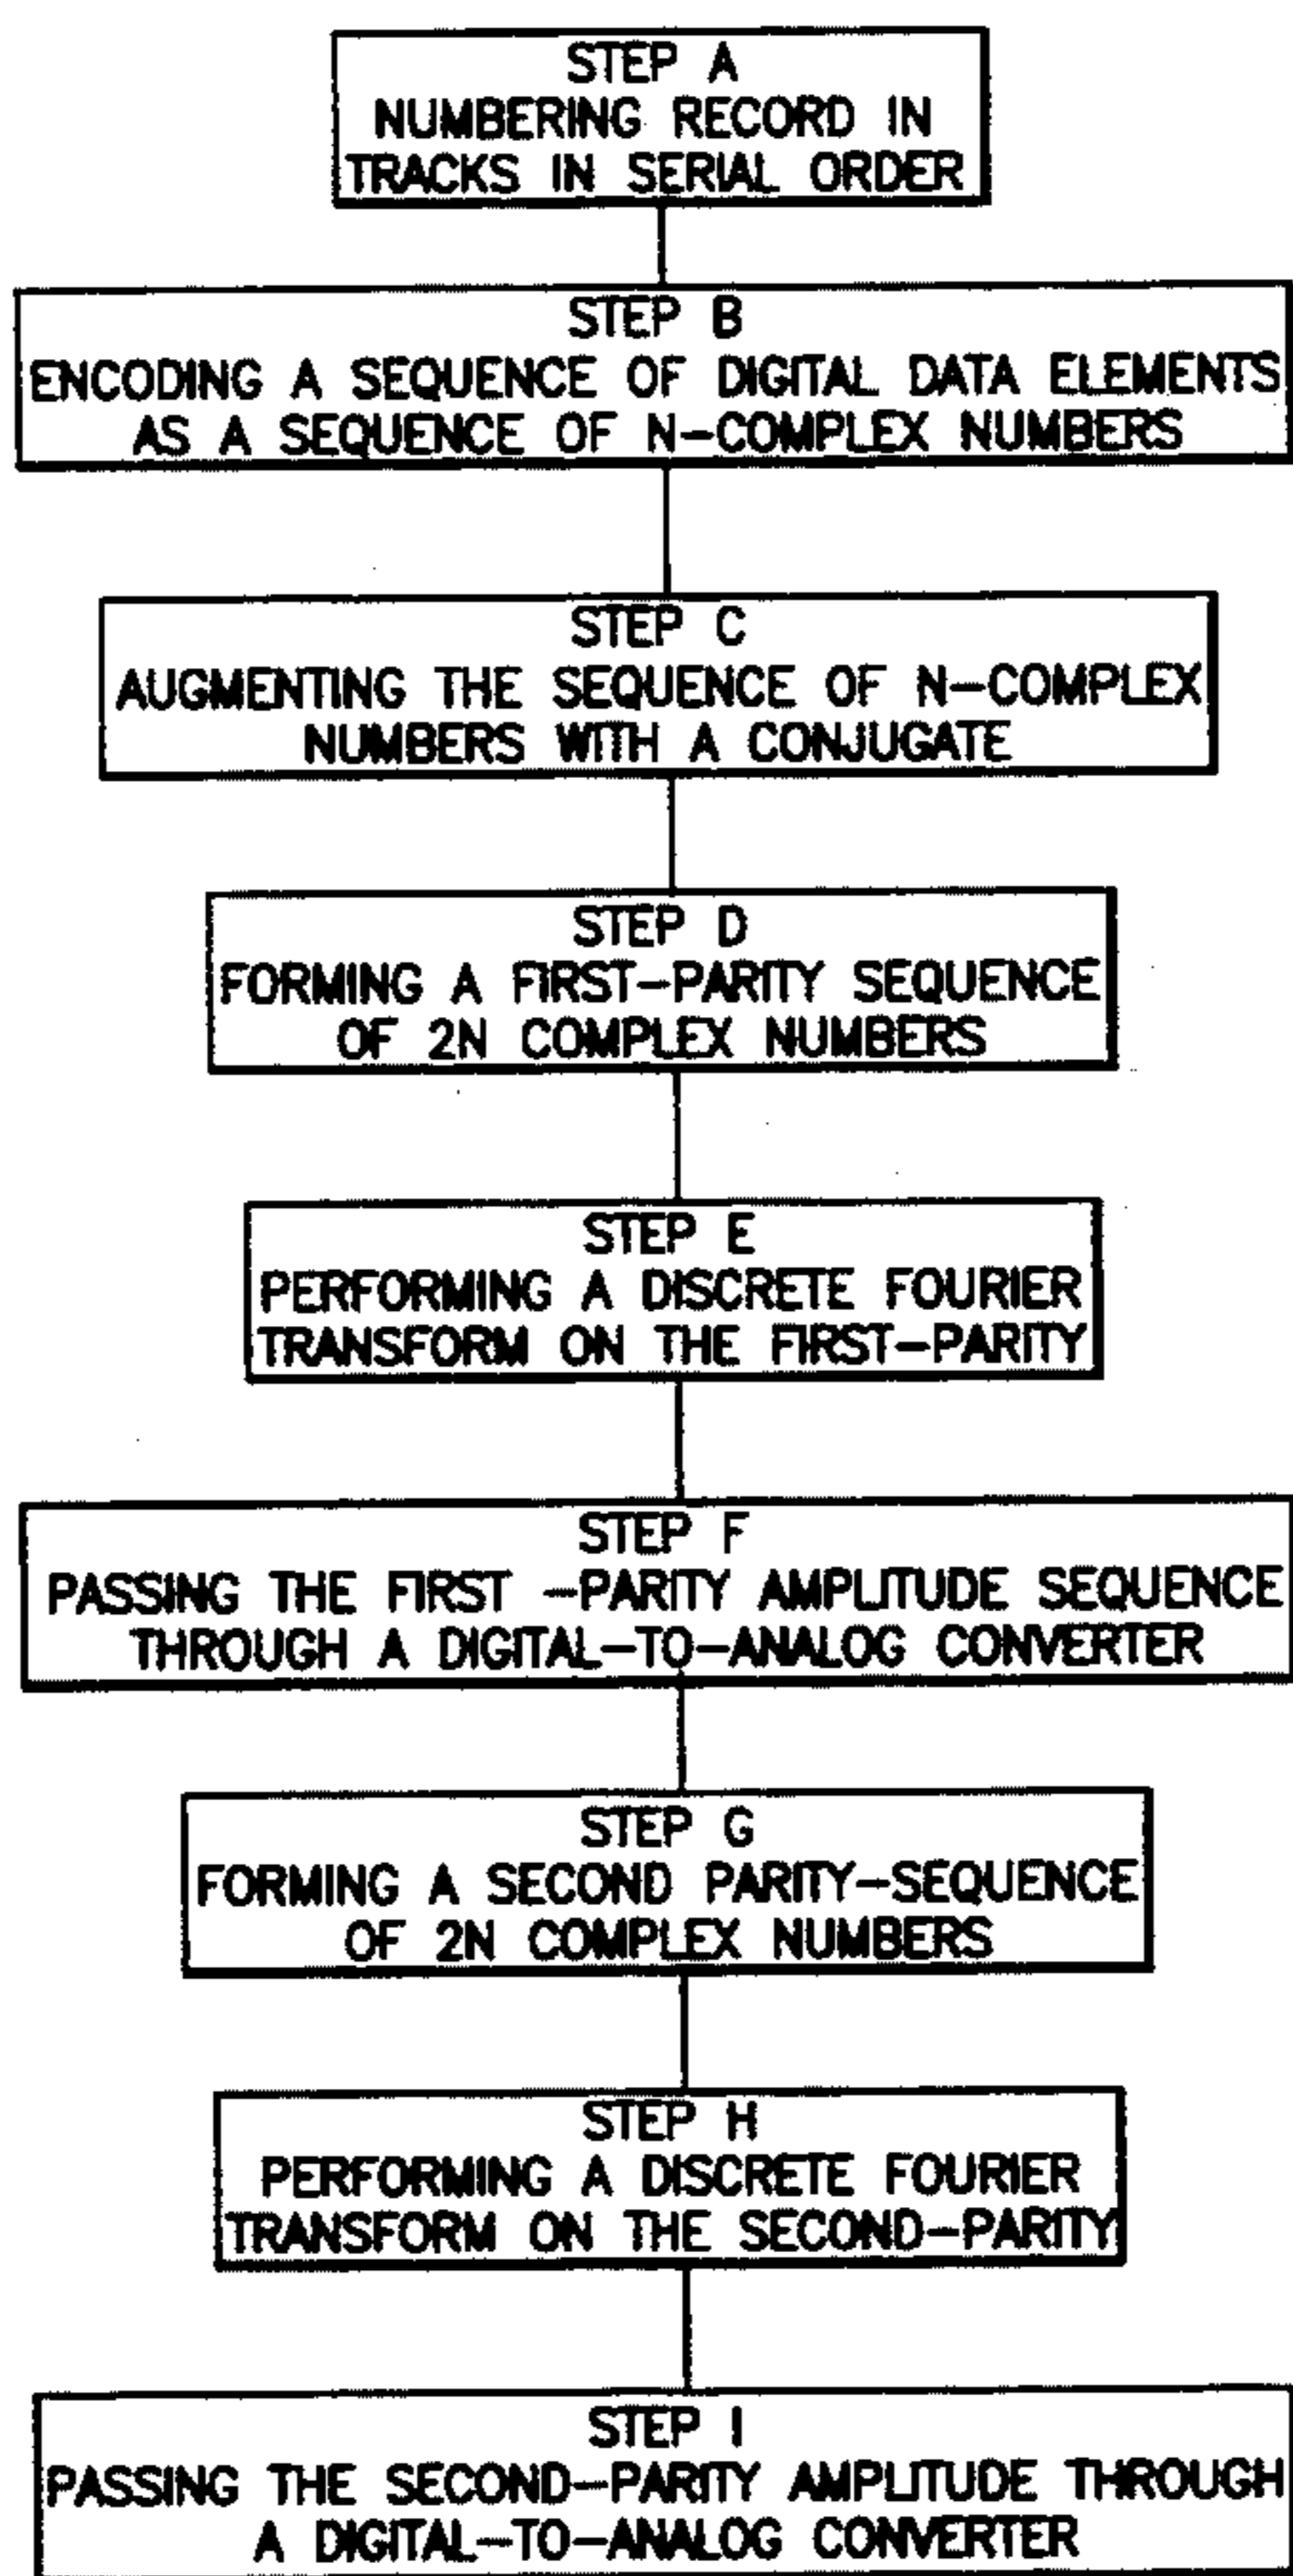 STEP A
NUMBERING RECORD IN
TRACKS IN SERIAL ORDER
STEP B
ENCODING A SEQUENCE OF DIGITAL DATA ELEMENTS
AS A SEQUENCE OF N-COMPLEX NUMBERS
STEP C
AUGMENTING THE SEQUENCE OF N-COMPLEX
NUMBERS WITH A CONJUGATE
STEP D
FORMING A FIRST-PARITY SEQUENCE
OF 2N COMPLEX NUMBERS
STEP E
PERFORMING A DISCRETE FOURIER
TRANSFORM ON THE FIRST-PARITY
STEP F
PASSING THE FIRST -PARITY AMPLITUDE SEQUENCE
THROUGH A DIGITAL-TO-ANALOG CONVERTER
STEP G
FORMING A SECOND PARITY-SEQUENCE
OF 2N COMPLEX NUMBERS
STEP H
PERFORMING A DISCRETE FOURIER
TRANSFORM ON THE SECOND-PARITY
STEP I
PASSING THE SECOND-PARITY AMPLITUDE THROUGH
A DIGITAL-TO-ANALOG CONVERTER